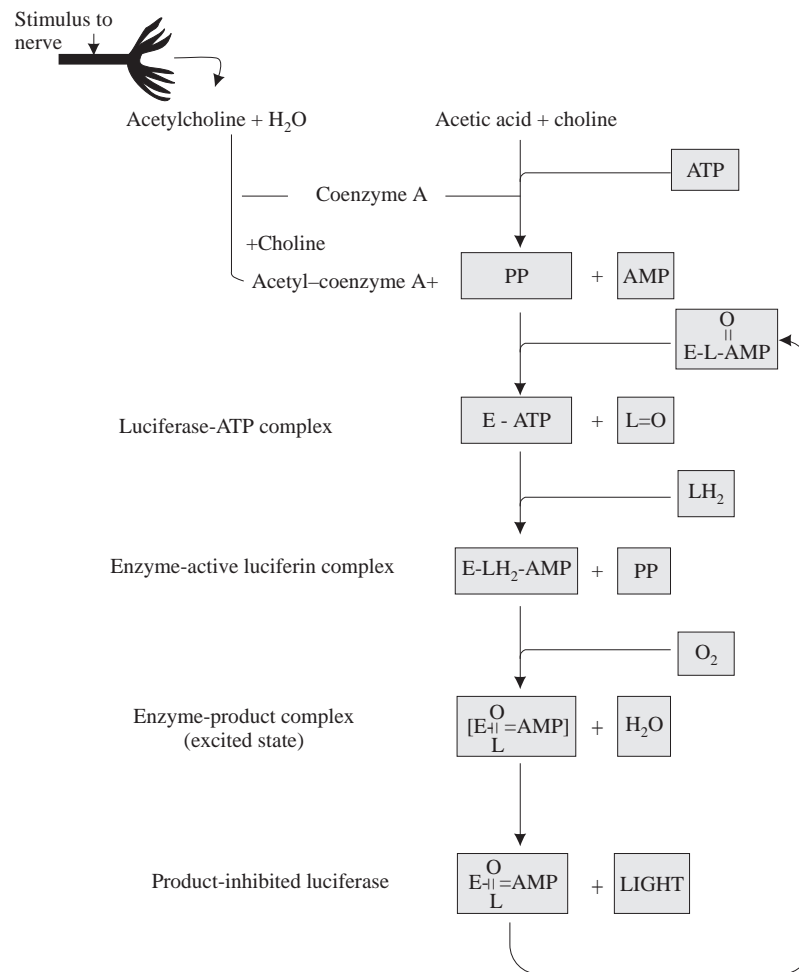 Stimulus to
nerve
Acetylcholine + H₂O
Acetic acid + choline
ATP
Coenzyme A
+Choline
Acetyl–coenzyme A+
PP
+
AMP
O
||
E-L-AMP
Luciferase-ATP complex
E - ATP
+
L=O
LH₂
Enzyme-active luciferin complex
E-LH₂-AMP
+
PP
O₂
Enzyme-product complex
(excited state)
O
[E-||=AMP]
L
+
H₂O
Product-inhibited luciferase
O
E-||=AMP
L
+
LIGHT